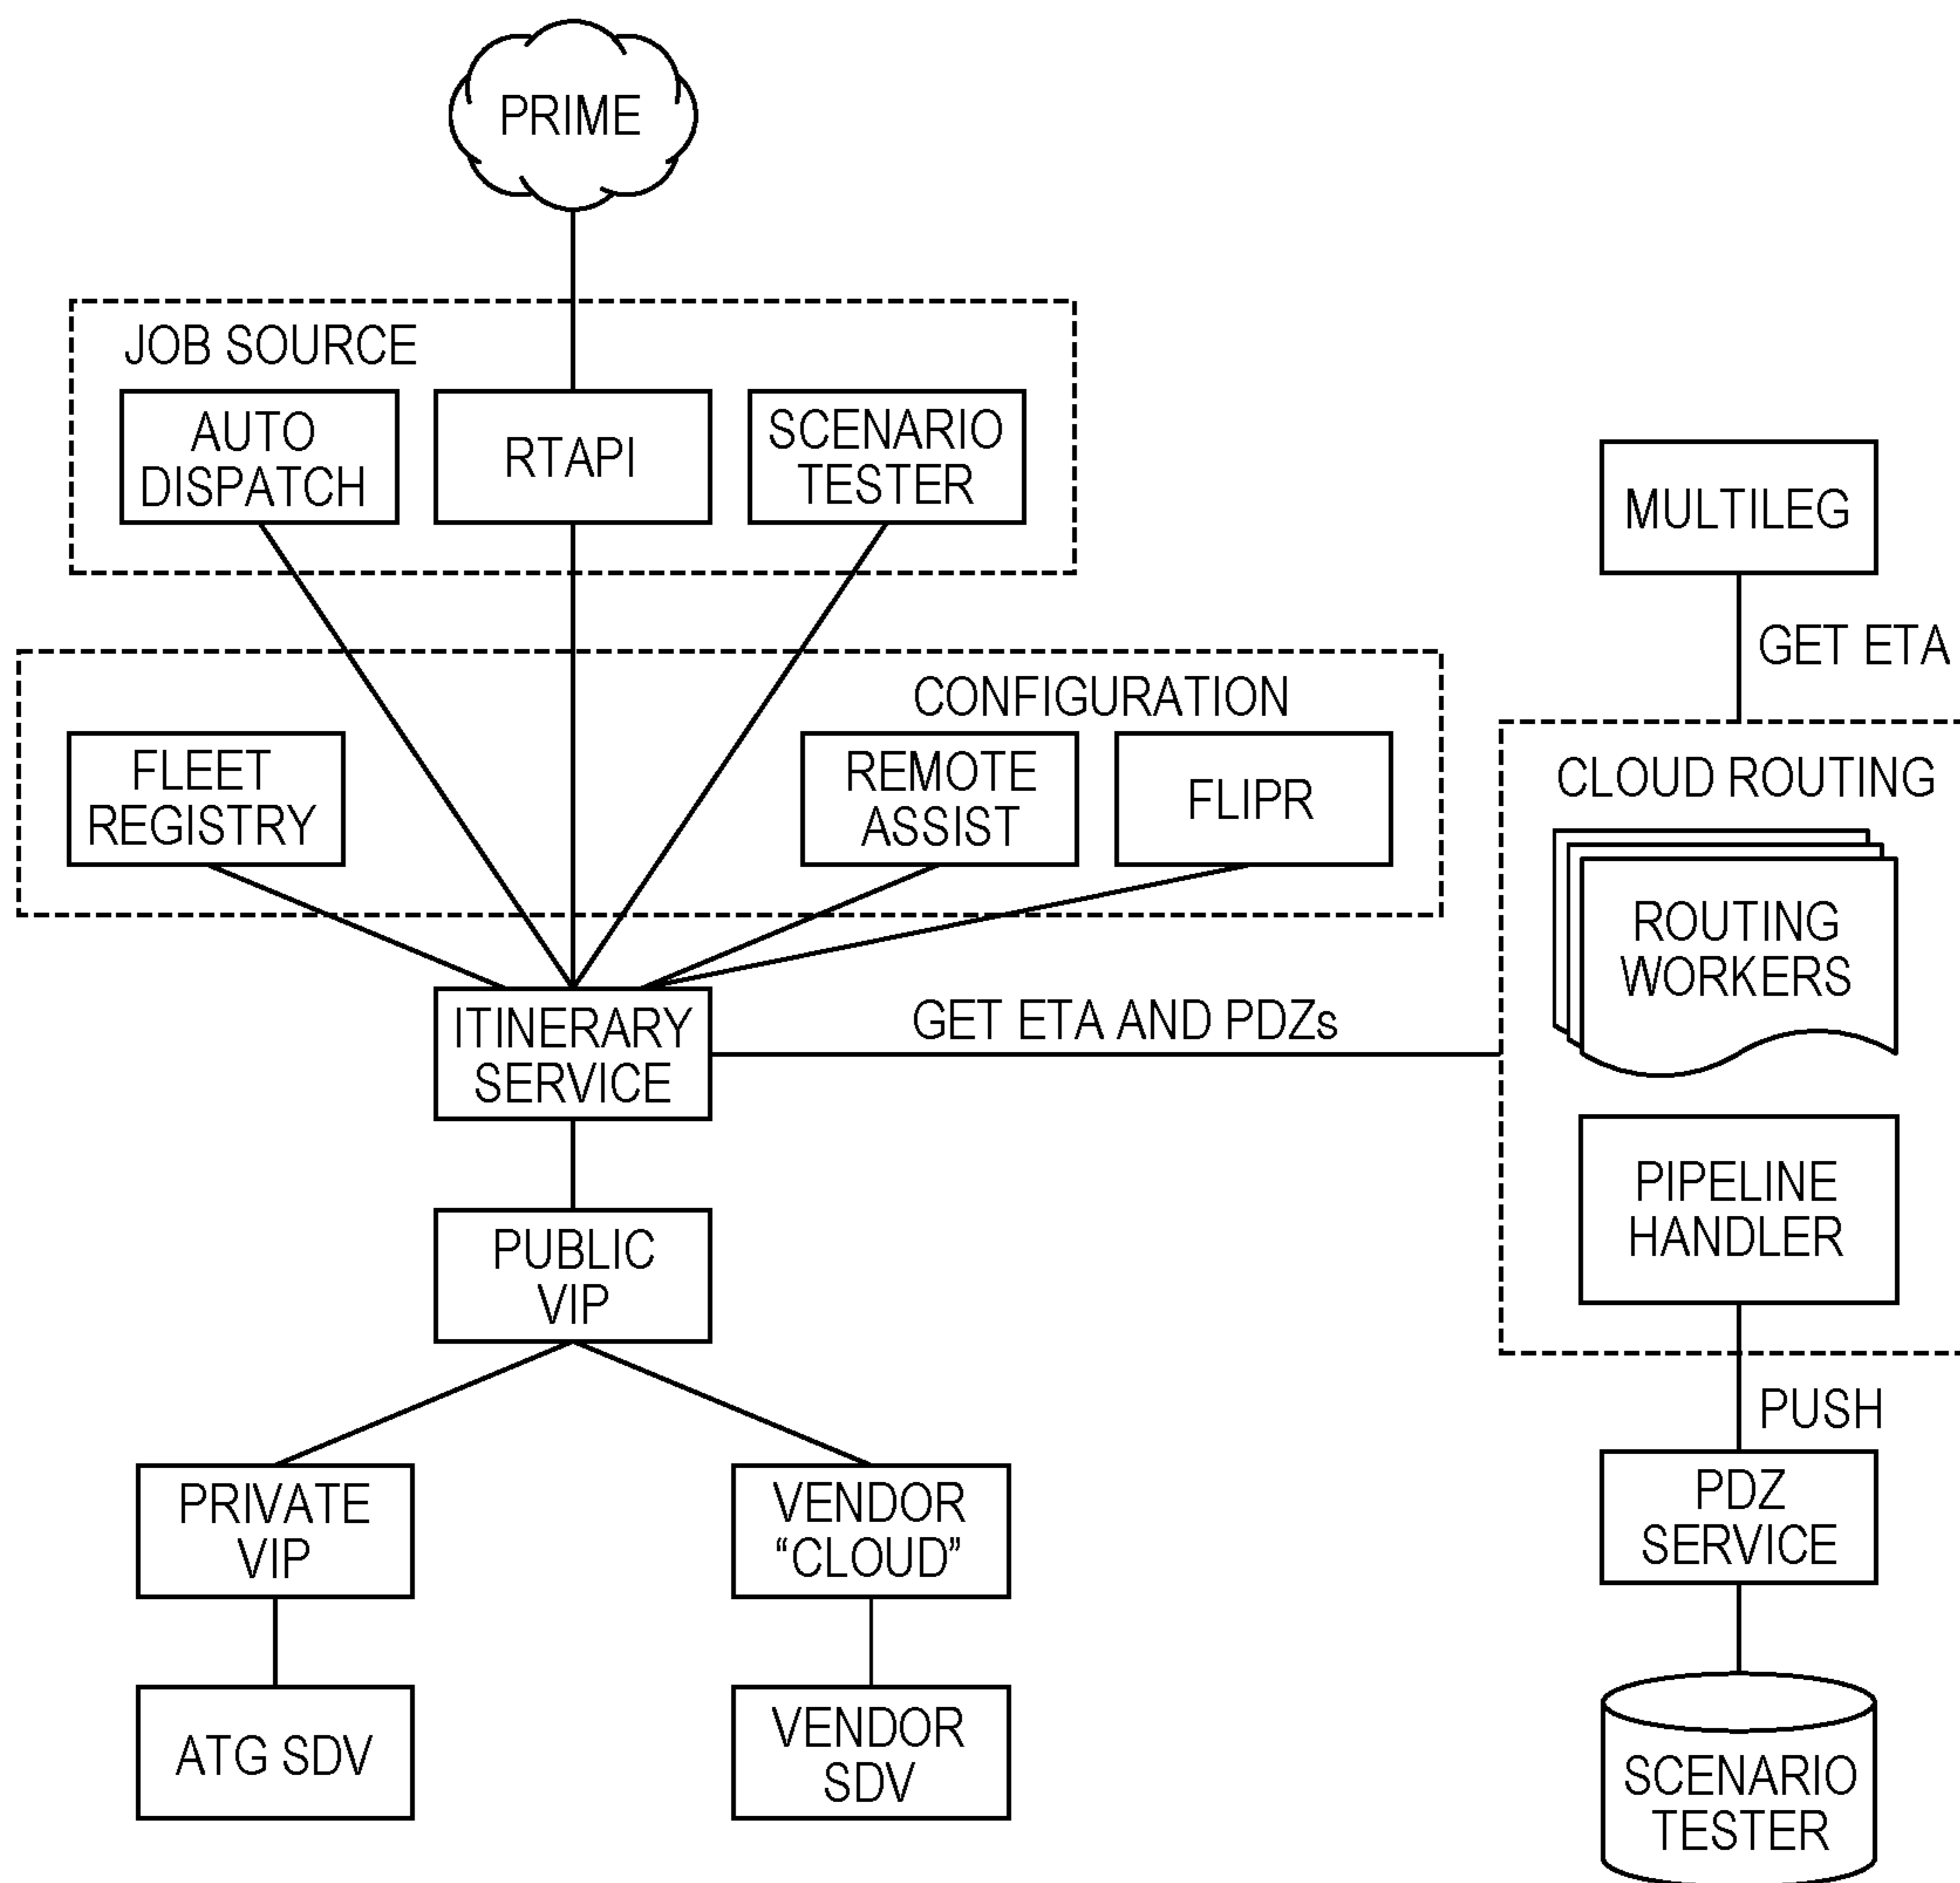 PRIME
JOB SOURCE
AUTO
DISPATCH
RTAPI
SCENARIO
TESTER
MULTILEG
GET ETA
CONFIGURATION
FLEET
REGISTRY
REMOTE
ASSIST
FLIPR
CLOUD ROUTING
ROUTING
WORKERS
ITINERARY
SERVICE
GET ETA AND PDZs
PIPELINE
HANDLER
PUBLIC
VIP
PUSH
PRIVATE
VIP
VENDOR
“CLOUD”
PDZ
SERVICE
ATG SDV
VENDOR
SDV
SCENARIO
TESTER